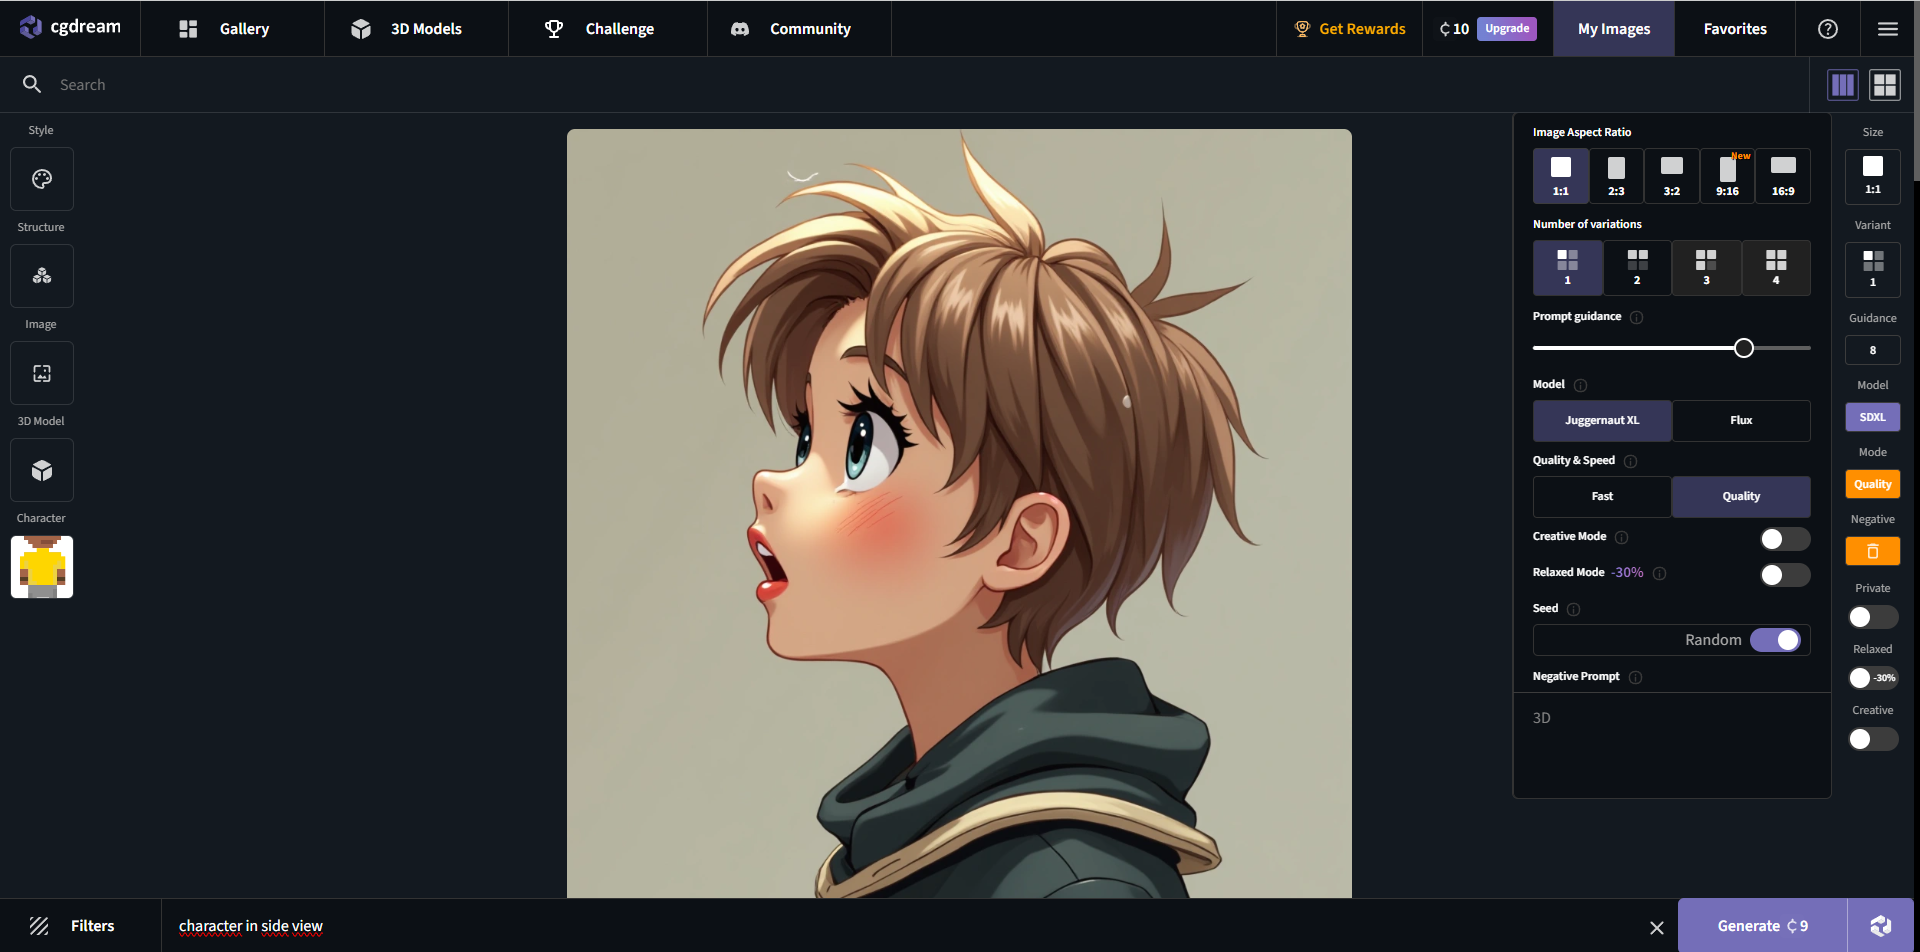 cgdream
Gallery
3D Models
Challenge
Community
Get Rewards
₵ 10
Upgrade
My Images
Favorites
Search
Style
Structure
Image
3D Model
Character
Image Aspect Ratio
New
1:1
2:3
3:2
9:16
16:9
Number of variations
1
2
3
4
Prompt guidance
Model
Juggernaut XL
Flux
Quality & Speed
Fast
Quality
Creative Mode
Relaxed Mode -30%
Seed
Random
Negative Prompt
3D
Size
1:1
Variant
1
Guidance
8
Model
SDXL
Mode
Quality
Negative
Private
Relaxed
-30%
Creative
Filters
character in side view
Generate ₵ 9